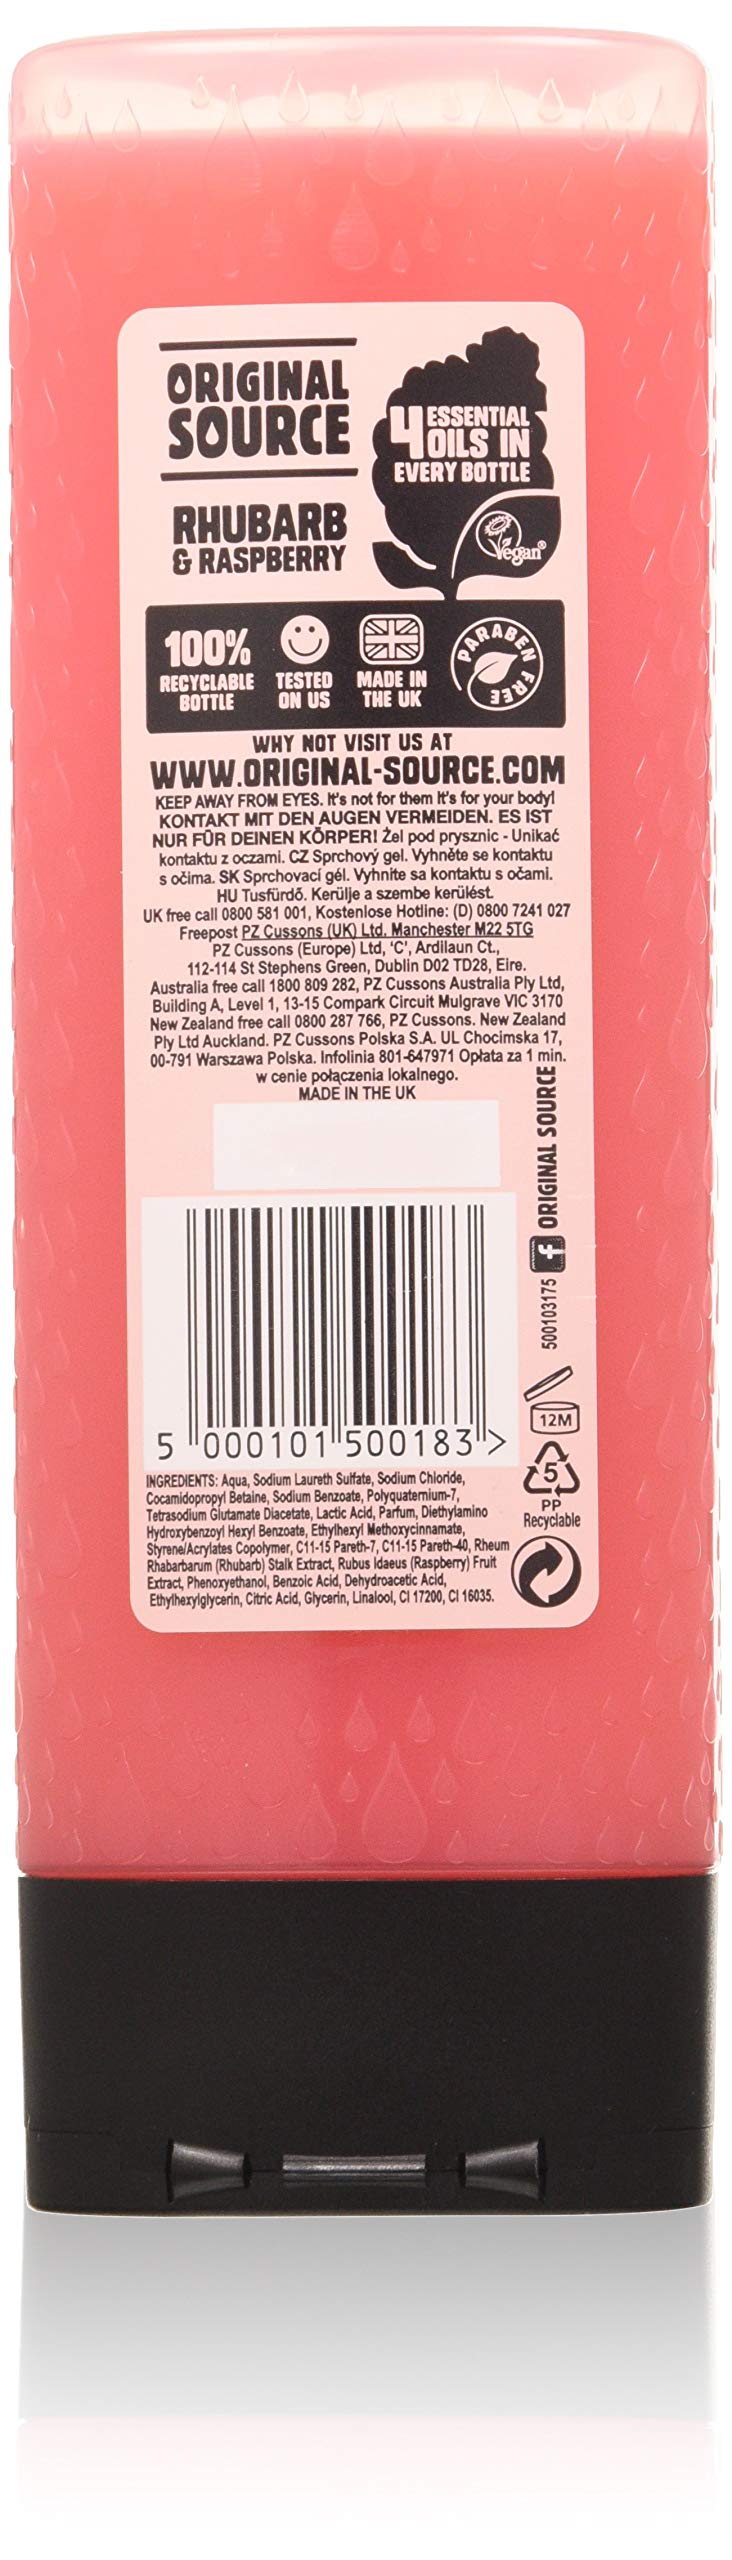 ORIGINAL
SOURCE
4 ESSENTIAL
OILS IN
EVERY BOTTLE
RHUBARB
& RASPBERRY
Vegan®
100%
RECYCLABLE
BOTTLE
TESTED
ON US
MADE IN
THE UK
PARABEN FREE
WHY NOT VISIT US AT
WWW.ORIGINAL-SOURCE.COM
KEEP AWAY FROM EYES. It's not for them It's for your body!
KONTAKT MIT DEN AUGEN VERMEIDEN. ES IST
NUR FÜR DEINEN KÖRPER! Żel pod prysznic - Unikać
kontaktu z oczami. CZ Sprchový gel. Vyhněte se kontaktu
s očima. SK Sprchovací gél. Vyhnite sa kontaktu s očami.
HU Tusfürdő. Kerülje a szembe kerülést.
UK free call 0800 581 001, Kostenlose Hotline: (D) 0800 7241 027
Freepost PZ Cussons (UK) Ltd. Manchester M22 5TG
PZ Cussons (Europe) Ltd, 'C', Ardilaun Ct.,
112-114 St Stephens Green, Dublin D02 TD28, Eire.
Australia free call 1800 809 282, PZ Cussons Australia Pty Ltd,
Building A, Level 1, 13-15 Compark Circuit Mulgrave VIC 3170
New Zealand free call 0800 287 766, PZ Cussons. New Zealand
Pty Ltd Auckland. PZ Cussons Polska S.A. UL Chocimska 17,
00-791 Warszawa Polska. Infolinia 801-647971 Opłata za 1 min.
w cenie połączenia lokalnego.
MADE IN THE UK
500103175 f ORIGINAL SOURCE
5 000101 500183 >
12M
5
PP
Recyclable
INGREDIENTS: Aqua, Sodium Laureth Sulfate, Sodium Chloride,
Cocamidopropyl Betaine, Sodium Benzoate, Polyquaternium-7,
Tetrasodium Glutamate Diacetate, Lactic Acid, Parfum, Diethylamino
Hydroxybenzoyl Hexyl Benzoate, Ethylhexyl Methoxycinnamate,
Styrene/Acrylates Copolymer, C11-15 Pareth-7, C11-15 Pareth-40, Rheum
Rhabarbarum (Rhubarb) Stalk Extract, Rubus Idaeus (Raspberry) Fruit
Extract, Phenoxyethanol, Benzoic Acid, Dehydroacetic Acid,
Ethylhexylglycerin, Citric Acid, Glycerin, Linalool, CI 17200, CI 16035.